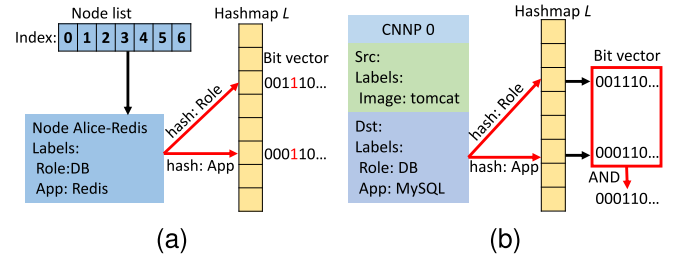 Node list
Index: 0 1 2 3 4 5 6
Node Alice-Redis
Labels:
Role:DB
App: Redis
hash: Role
hash: App
Hashmap L
Bit vector
001110...
000110...
(a)
CNNP 0
Src:
Labels:
Image: tomcat
Dst:
Labels:
Role: DB
App: MySQL
hash: Role
hash: App
Hashmap L
Bit vector
001110...
000110...
AND
000110...
(b)